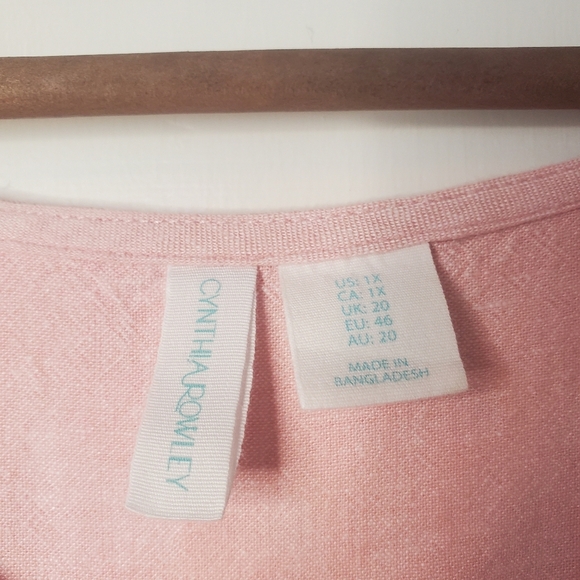 CYNTHIA ROWLEY
US: 1X
CA: 1X
UK: 20
EU: 46
AU: 20
MADE IN
BANGLADESH